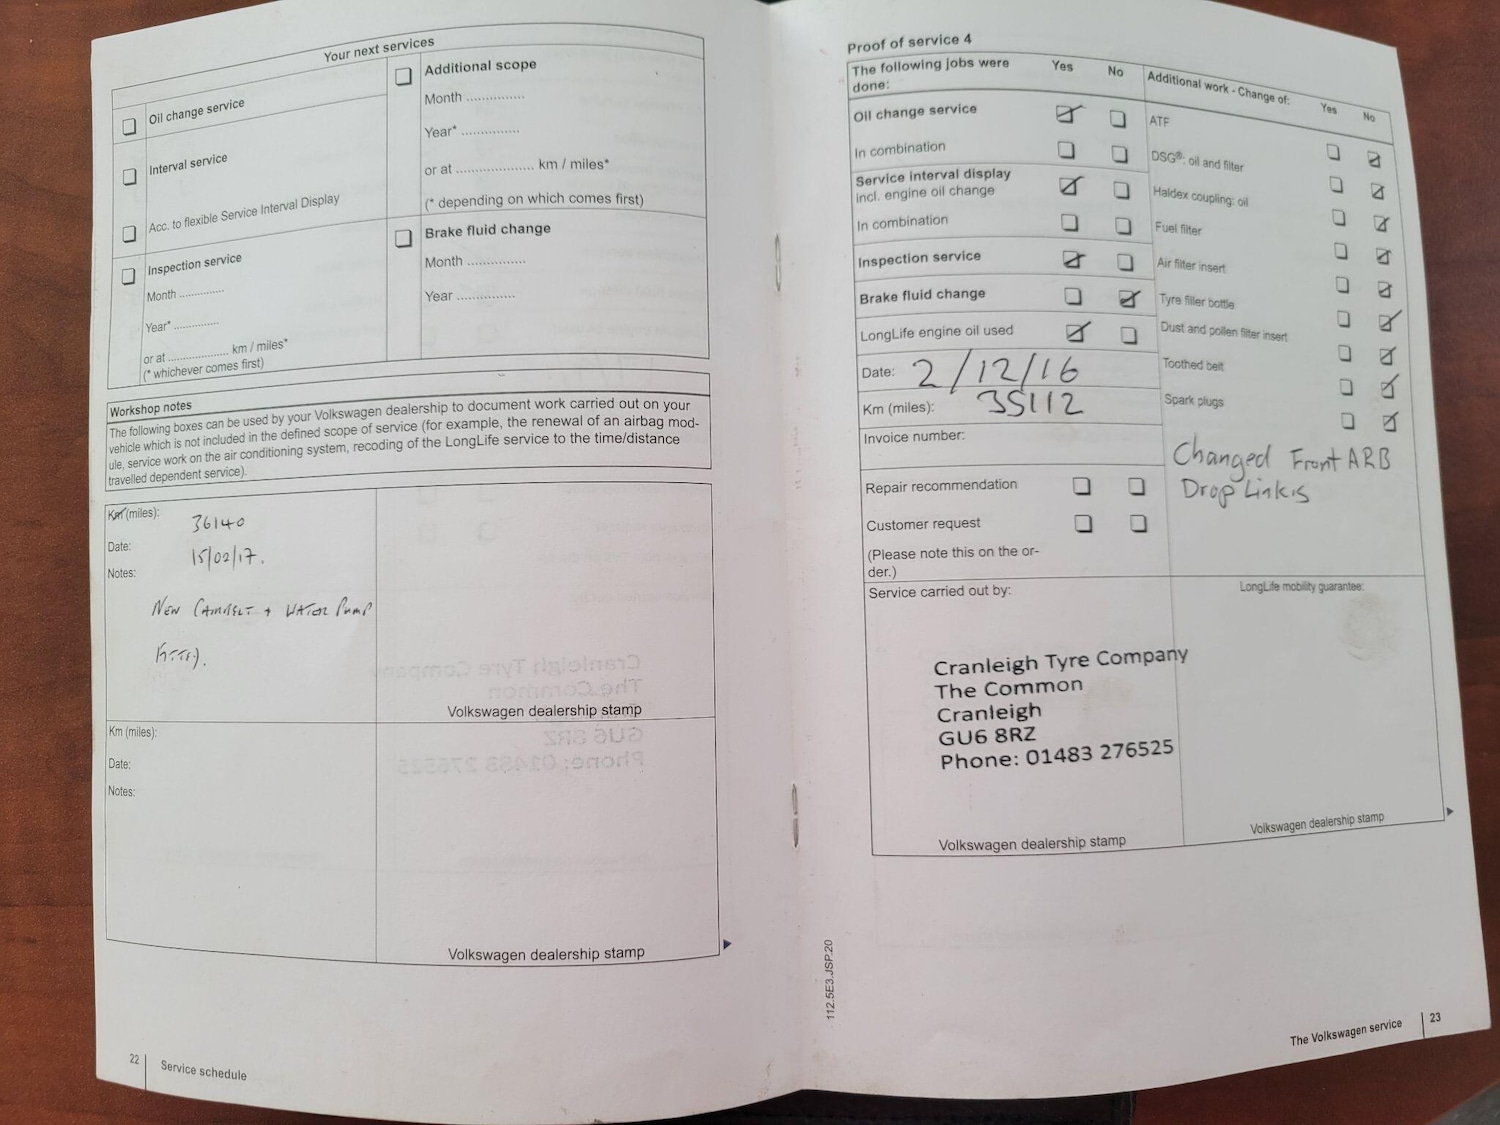 Your next services
Oil change service
Interval service
Acc. to flexible Service Interval Display
Inspection service
Month ..............
Year* ..............
or at ................... km / miles*
(* whichever comes first)
Additional scope
Month ..............
Year* ..............
or at ................... km / miles*
(* depending on which comes first)
Brake fluid change
Month ..............
Year ..............
Workshop notes
The following boxes can be used by your Volkswagen dealership to document work carried out on your
vehicle which is not included in the defined scope of service (for example, the renewal of an airbag mod-
ule, service work on the air conditioning system, recoding of the LongLife service to the time/distance
travelled dependent service).
Km (miles): 36140
Date: 15/02/17.
Notes:
NEW CAMBELT + WATER PUMP
FITTED.
Volkswagen dealership stamp
Km (miles):
Date:
Notes:
Volkswagen dealership stamp
22 Service schedule
Proof of service 4
The following jobs were
done:
Yes No
Oil change service
In combination
Service interval display
incl. engine oil change
In combination
Inspection service
Brake fluid change
LongLife engine oil used
Date: 2/12/16
Km (miles): 35112
Invoice number:
Repair recommendation
Customer request
(Please note this on the or-
der.)
Additional work - Change of: Yes No
ATF
DSG®: oil and filter
Haldex coupling: oil
Fuel filter
Air filter insert
Tyre filler bottle
Dust and pollen filter insert
Toothed belt
Spark plugs
Changed Front ARB
Drop Links
Service carried out by:
Cranleigh Tyre Company
The Common
Cranleigh
GU6 8RZ
Phone: 01483 276525
Volkswagen dealership stamp
LongLife mobility guarantee:
Volkswagen dealership stamp
112.5E3.JSP.20
The Volkswagen service 23